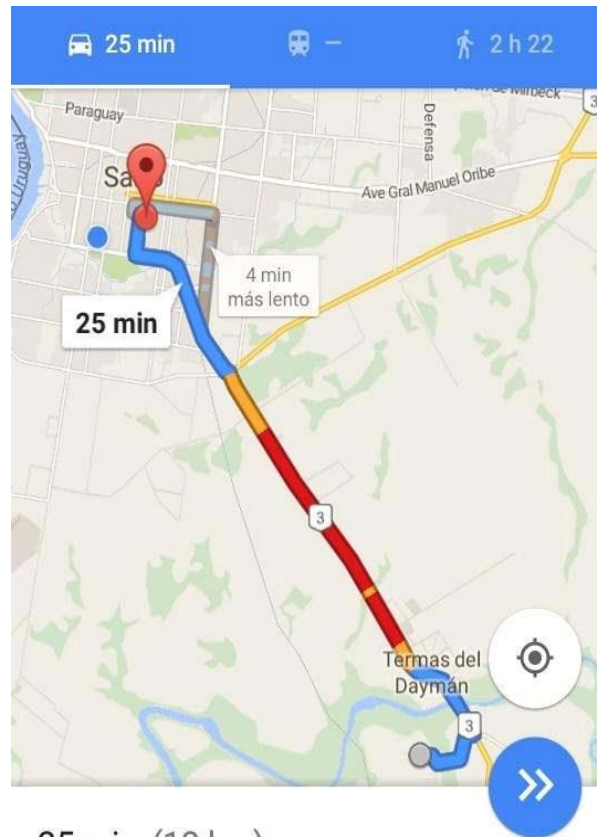 25 min
—
2 h 22
Paraguay
Defensa
3
Ave Gral Manuel Oribe
4 min
más lento
25 min
3
Termas del
Daymán
3